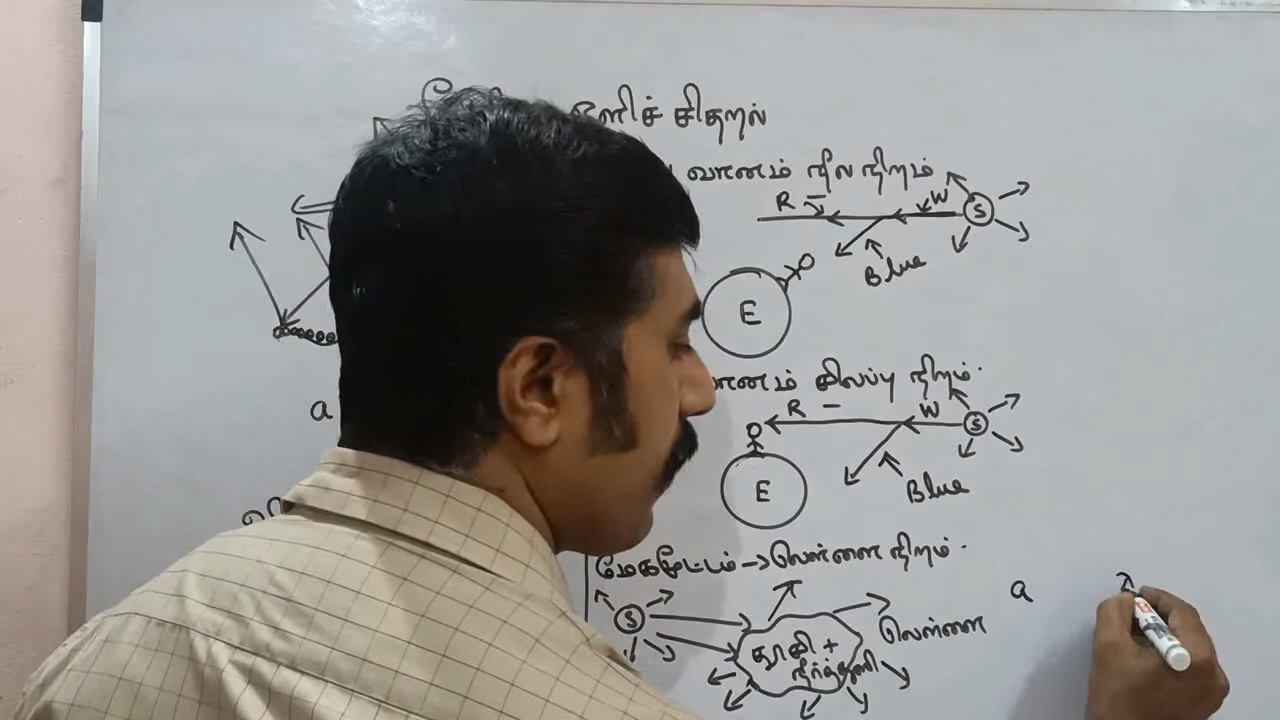 ஒளிச் சிதறல்
வானம் நீல நிறம்
R
W
S
Blue
E
வானம் சிவப்பு நிறம்.
R
W
S
a
Blue
E
மேகமூட்டம் → வெள்ளை நிறம்.
a
S
வெள்ளை
தூசி +
நீர்த்துளி